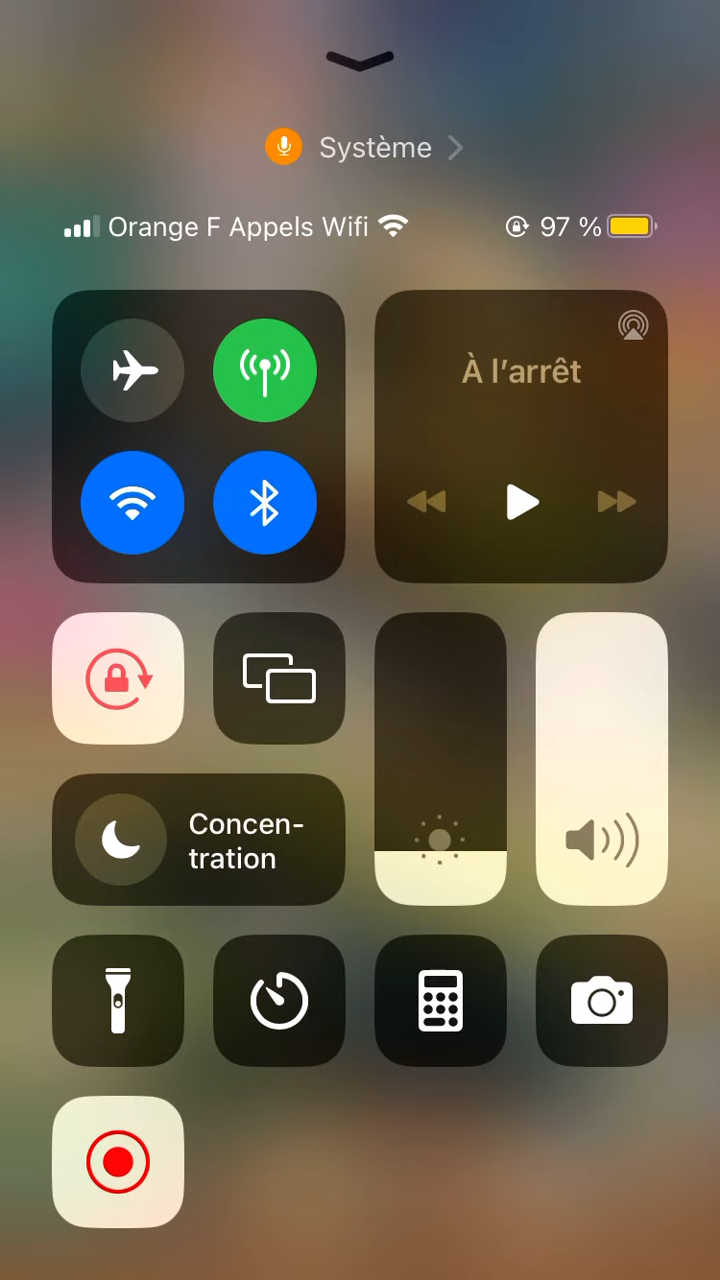 Système
Orange F Appels Wifi 97 %
À l’arrêt
Concen-
tration